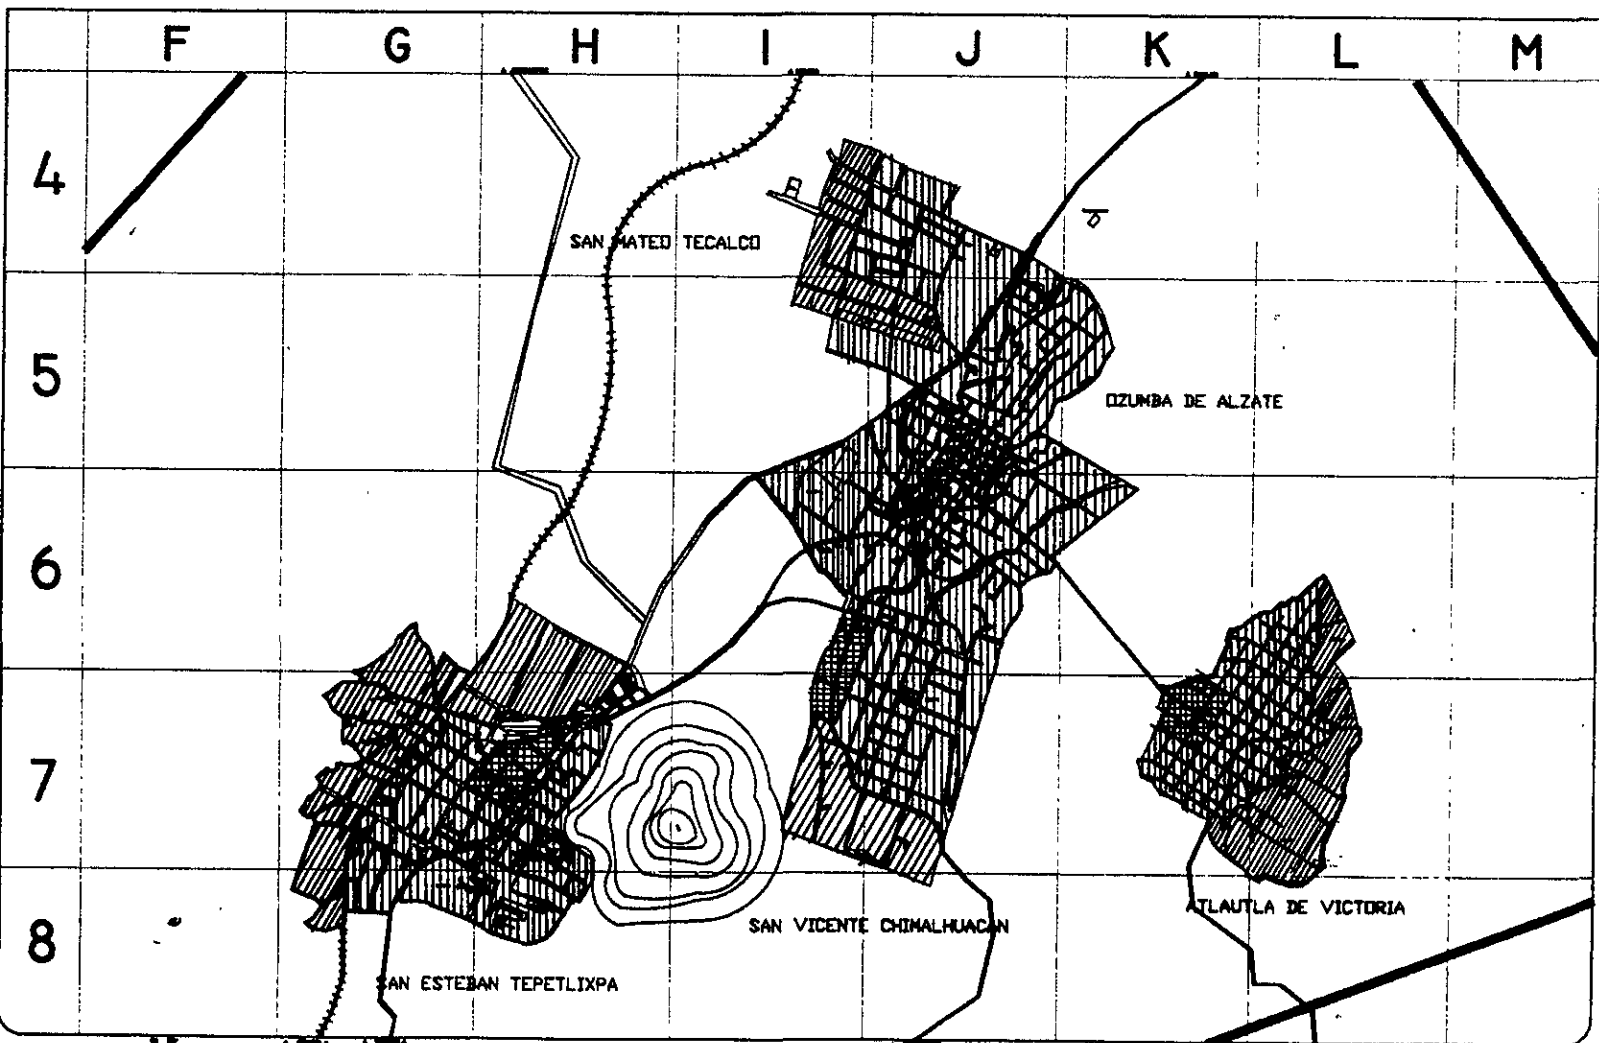 F G H I J K L M
4
SAN MATEO TECALCO
5
OZUMBA DE ALZATE
6
7
ATLAUTLA DE VICTORIA
SAN VICENTE CHIMALHUACAN
8
SAN ESTEBAN TEPETLIXPA